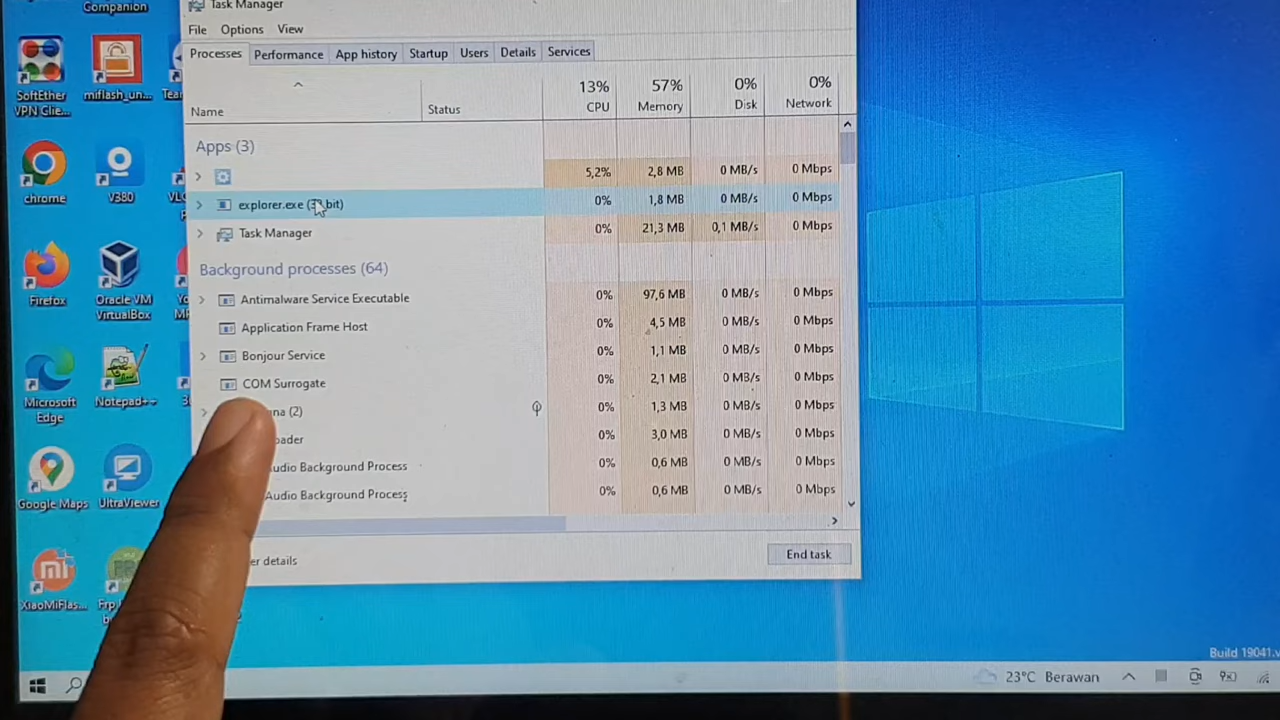 Companion
Task Manager
File Options View
Processes Performance App history Startup Users Details Services
13% 57% 0% 0%
Name Status CPU Memory Disk Network
Apps (3)
5,2% 2,8 MB 0 MB/s 0 Mbps
explorer.exe (32 bit) 0% 1,8 MB 0 MB/s 0 Mbps
Task Manager 0% 21,3 MB 0,1 MB/s 0 Mbps
Background processes (64)
Antimalware Service Executable 0% 97,6 MB 0 MB/s 0 Mbps
Application Frame Host 0% 4,5 MB 0 MB/s 0 Mbps
Bonjour Service 0% 1,1 MB 0 MB/s 0 Mbps
COM Surrogate 0% 2,1 MB 0 MB/s 0 Mbps
(2) 0% 1,3 MB 0 MB/s 0 Mbps
0% 3,0 MB 0 MB/s 0 Mbps
Background Process 0% 0,6 MB 0 MB/s 0 Mbps
Audio Background Process 0% 0,6 MB 0 MB/s 0 Mbps
details
End task
SoftEther
VPN Clie...
miflash_un...
chrome
V380
Firefox
Oracle VM
VirtualBox
Microsoft
Edge
Notepad++
Google Maps
UltraViewer
XiaoMiFlas...
Frp
Build 19041.
23°C Berawan